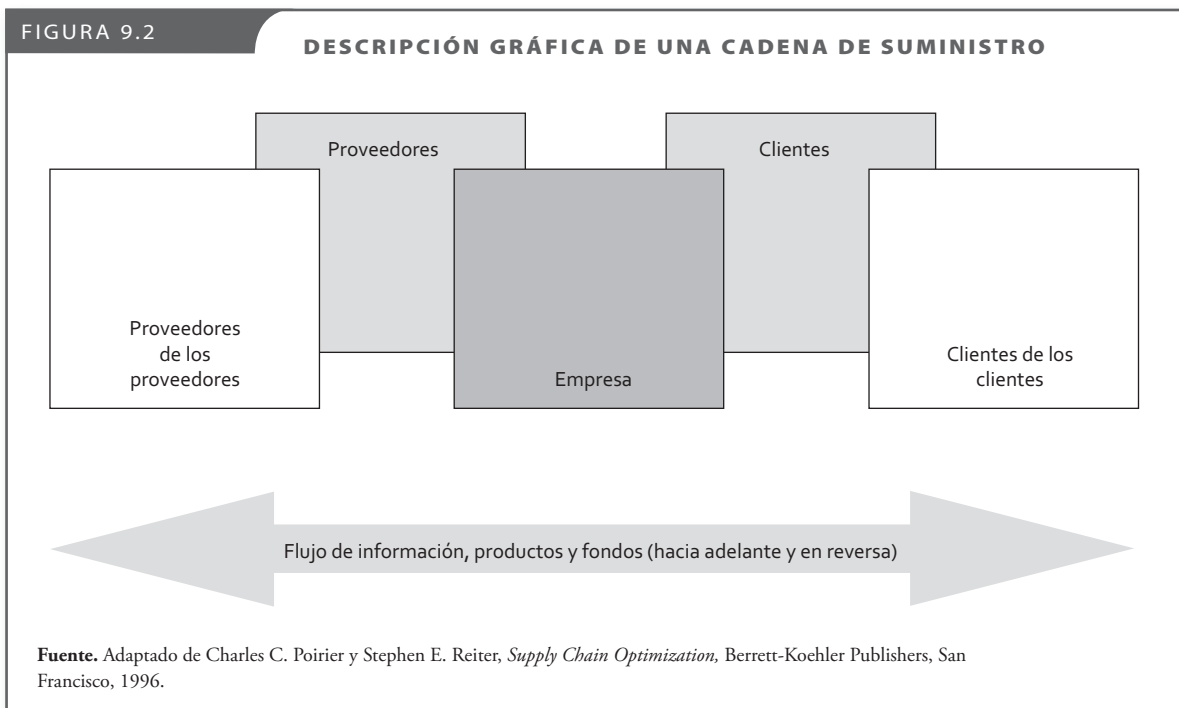 FIGURA 9.2
DESCRIPCIÓN GRÁFICA DE UNA CADENA DE SUMINISTRO
Proveedores
Clientes
Proveedores
de los
proveedores
Empresa
Clientes de los
clientes
Flujo de información, productos y fondos (hacia adelante y en reversa)
Fuente. Adaptado de Charles C. Poirier y Stephen E. Reiter, Supply Chain Optimization, Berrett-Koehler Publishers, San
Francisco, 1996.